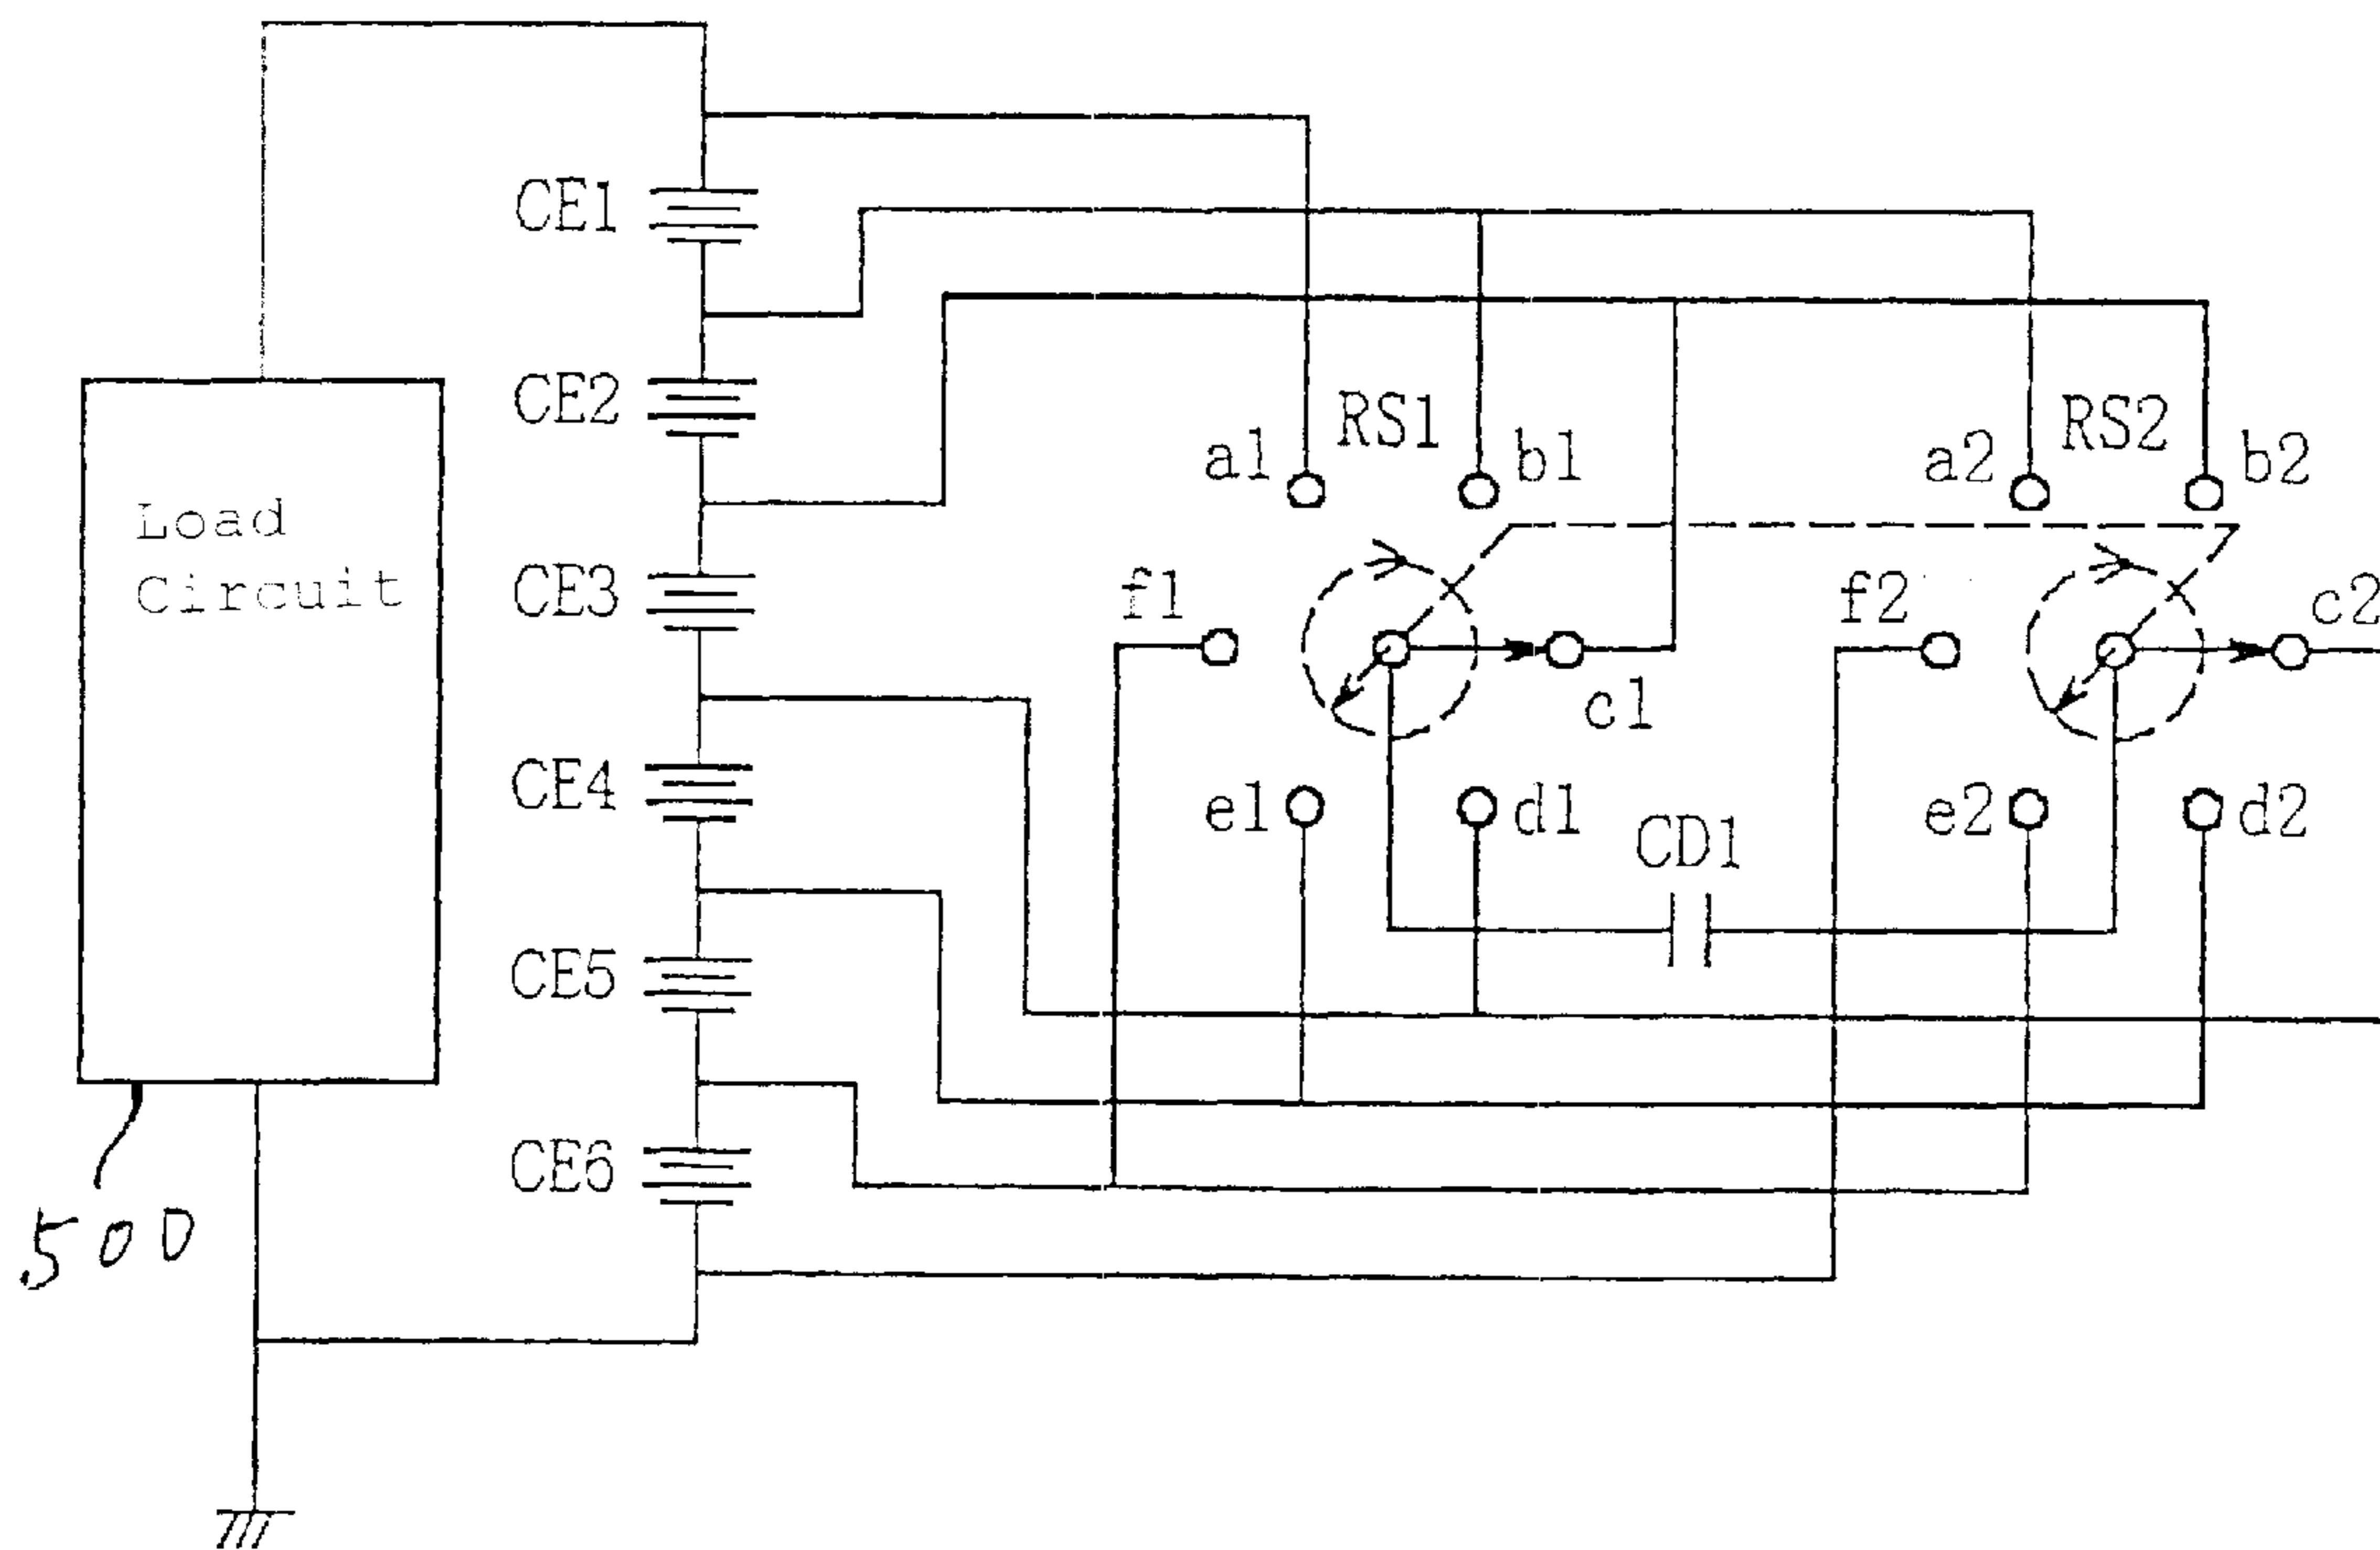 CE1
CE2
RS1
RS2
a1
b1
a2
b2
Load
Circuit
CE3
f1
f2
c2
c1
CE4
e1
d1
CD1
e2
d2
CE5
CE6
500